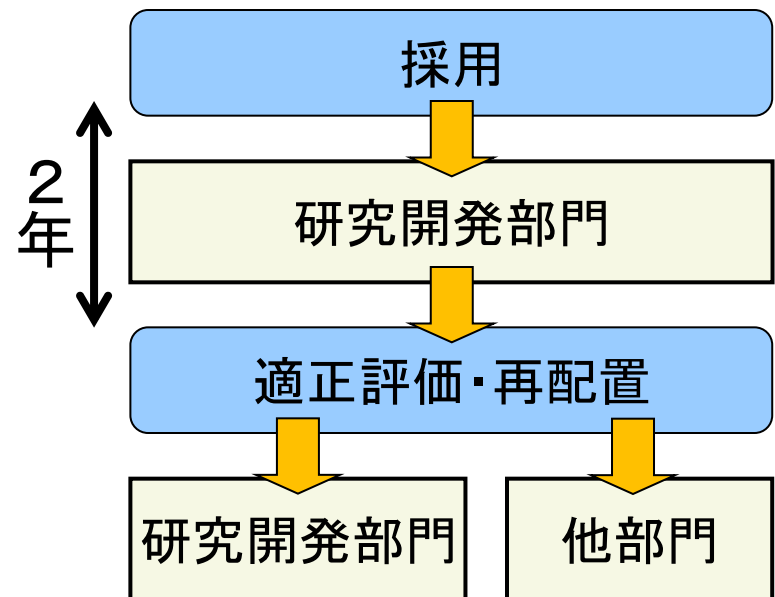 採用
2年
研究開発部門
適正評価・再配置
研究開発部門
他部門